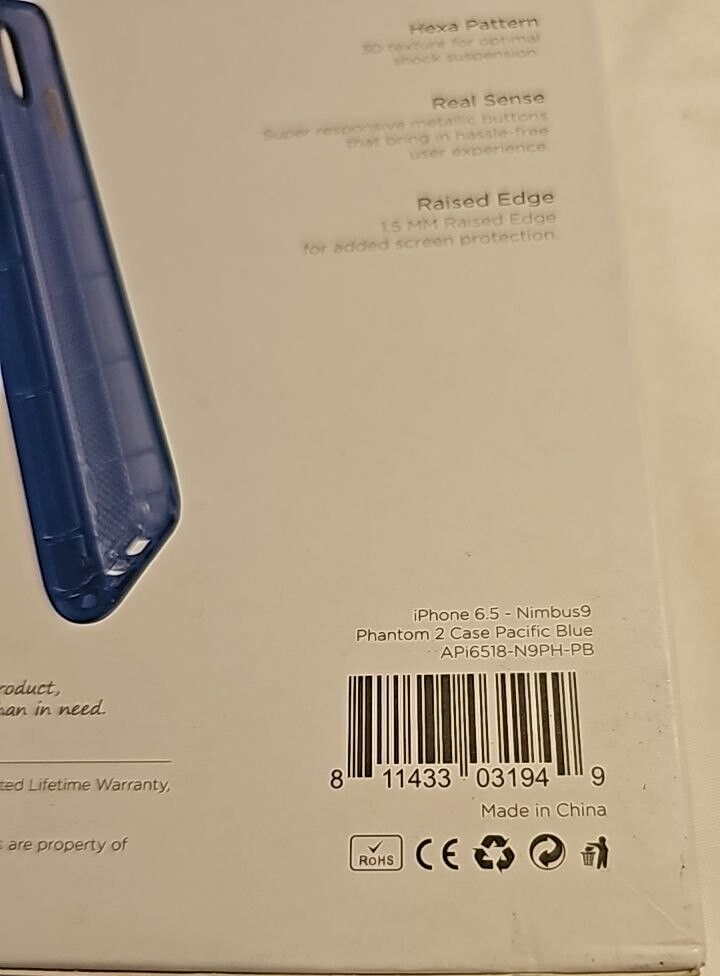 Hexa Pattern
3D texture for optimal
shock suspension.
Real Sense
Super responsive metallic buttons
that bring in hassle-free
user experience.
Raised Edge
1.5 MM Raised Edge
for added screen protection.
iPhone 6.5 - Nimbus9
Phantom 2 Case Pacific Blue
APi6518-N9PH-PB
roduct,
an in need.
ted Lifetime Warranty,
s are property of
8 11433 03194 9
Made in China
RoHS CE